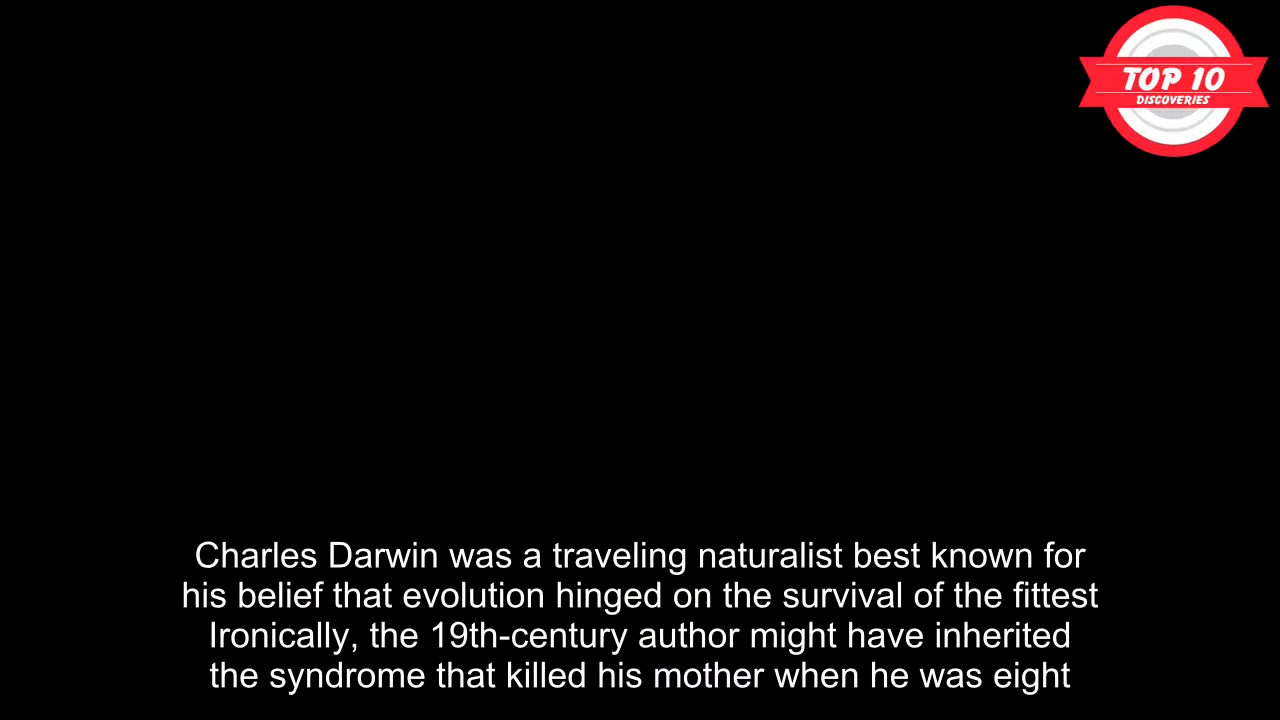 TOP 10
DISCOVERIES
Charles Darwin was a traveling naturalist best known for
his belief that evolution hinged on the survival of the fittest
Ironically, the 19th-century author might have inherited
the syndrome that killed his mother when he was eight